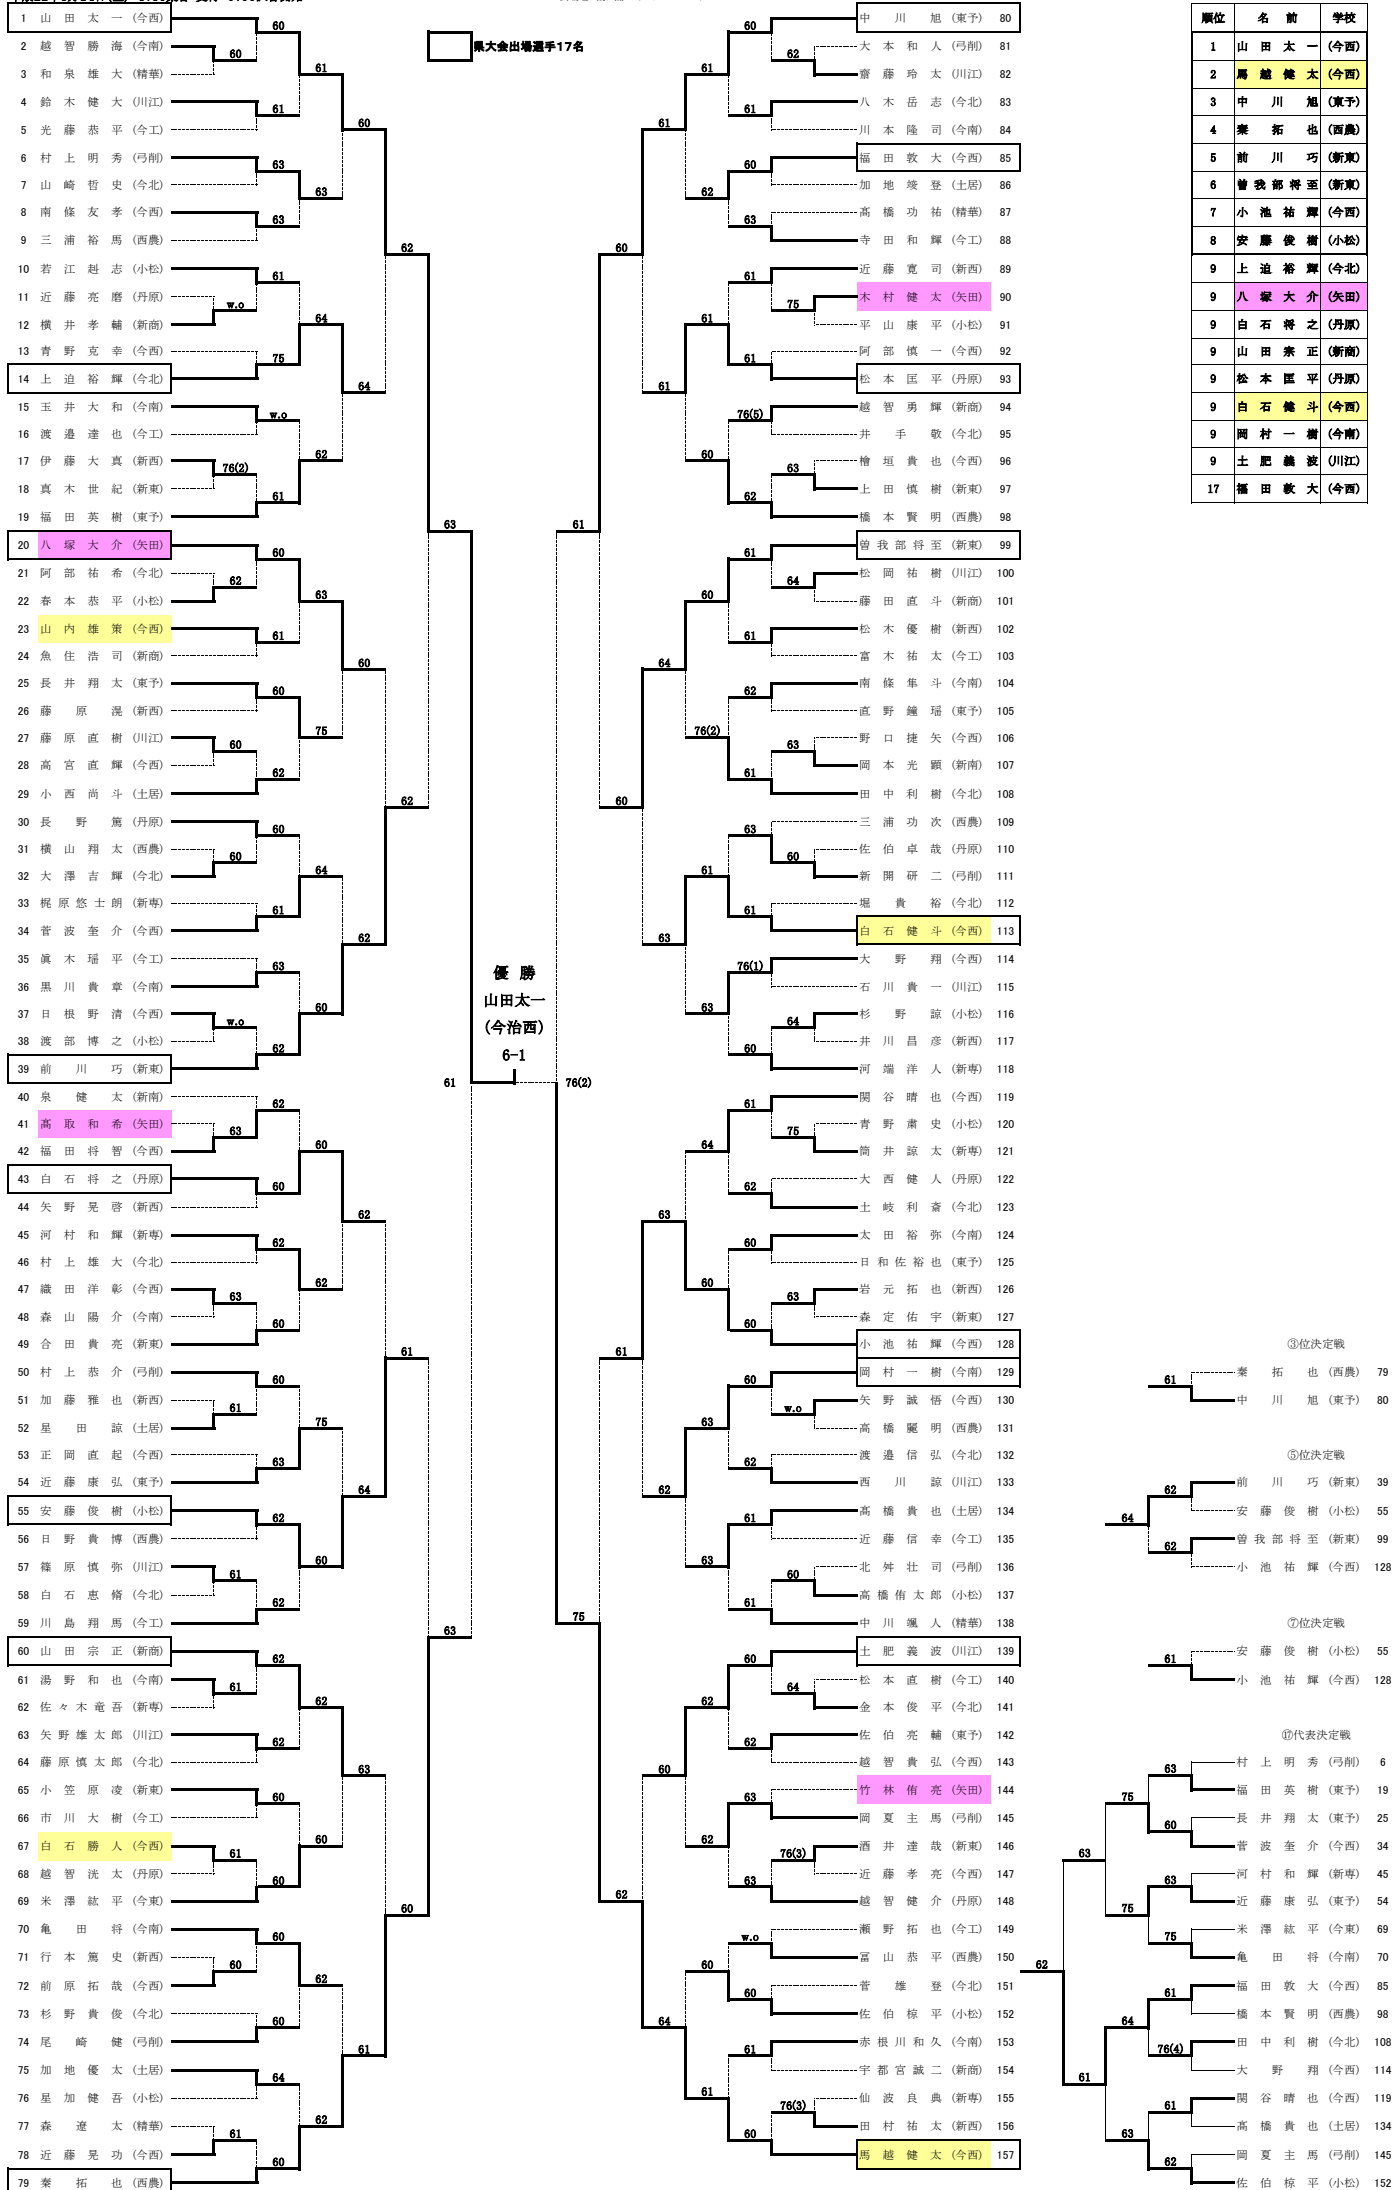 県大会出場選手17名
1 山田太一 (今西)
2 越智勝海 (今南)
3 和泉雄大 (精華)
4 鈴木健大 (川江)
5 光藤恭平 (今工)
6 村上明秀 (弓削)
7 山崎哲史 (今北)
8 南條友孝 (今西)
9 三浦裕馬 (西農)
10 若江赳志 (小松)
11 近藤亮磨 (丹原)
12 横井孝輔 (新商)
13 青野克幸 (今西)
14 上迫裕輝 (今北)
15 玉井大和 (今南)
16 渡邉達也 (今工)
17 伊藤大真 (新西)
18 真木世紀 (新東)
19 福田英樹 (東予)
20 八塚大介 (矢田)
21 阿部祐希 (今北)
22 春本恭平 (小松)
23 山内雄策 (今西)
24 魚住浩司 (新商)
25 長井翔太 (東予)
26 藤原滉 (新西)
27 藤原直樹 (川江)
28 高宮直輝 (今西)
29 小西尚斗 (土居)
30 長野篤 (丹原)
31 横山翔太 (西農)
32 大澤吉輝 (今北)
33 梶原悠士朗 (新専)
34 菅波奎介 (今西)
35 眞木瑶平 (今工)
36 黒川貴章 (今南)
37 日根野清 (今西)
38 渡部博之 (小松)
39 前川巧 (新東)
40 泉健太 (新南)
41 髙取和希 (矢田)
42 福田将智 (今西)
43 白石将之 (丹原)
44 矢野晃啓 (新西)
45 河村和輝 (新専)
46 村上雄大 (今北)
47 織田洋彰 (今西)
48 森山陽介 (今南)
49 合田貴亮 (新東)
50 村上恭介 (弓削)
51 加藤雅也 (新西)
52 星田諒 (土居)
53 正岡直起 (今西)
54 近藤康弘 (東予)
55 安藤俊樹 (小松)
56 日野貴博 (西農)
57 篠原慎弥 (川江)
58 白石恵脩 (今北)
59 川島翔馬 (今工)
60 山田宗正 (新商)
61 湯野和也 (今南)
62 佐々木竜吾 (新専)
63 矢野雄太郎 (川江)
64 藤原慎太郎 (今北)
65 小笠原凌 (新東)
66 市川大樹 (今工)
67 白石勝人 (今西)
68 越智洸太 (丹原)
69 米澤紘平 (今東)
70 亀田将 (今南)
71 行本篤史 (新西)
72 前原拓哉 (今西)
73 杉野貴俊 (今北)
74 尾崎健 (弓削)
75 加地優太 (土居)
76 星加健吾 (小松)
77 森遼太 (精華)
78 近藤晃功 (今西)
79 秦拓也 (西農)
優勝
山田太一
(今治西)
6-1
61 76(2)
中川旭 (東予) 80
大本和人 (弓削) 81
齋藤玲太 (川江) 82
八木岳志 (今北) 83
川本隆司 (今南) 84
福田敦大 (今西) 85
加地竣登 (土居) 86
髙橋功祐 (精華) 87
寺田和輝 (今工) 88
近藤寛司 (新西) 89
木村健太 (矢田) 90
平山康平 (小松) 91
阿部慎一 (今西) 92
松本匡平 (丹原) 93
越智勇輝 (新商) 94
井手敬 (今北) 95
檜垣貴也 (今西) 96
上田慎樹 (新東) 97
橋本賢明 (西農) 98
曽我部将至 (新東) 99
松岡祐樹 (川江) 100
藤田直斗 (新商) 101
松木優樹 (新西) 102
富木祐太 (今工) 103
南條隼斗 (今南) 104
直野鐘瑶 (東予) 105
野口捷矢 (今西) 106
岡本光顕 (新南) 107
田中利樹 (今北) 108
三浦功次 (西農) 109
佐伯卓哉 (丹原) 110
新開研二 (弓削) 111
堀貴裕 (今北) 112
白石健斗 (今西) 113
大野翔 (今西) 114
石川貴一 (川江) 115
杉野諒 (小松) 116
井川昌彦 (新西) 117
河端洋人 (新専) 118
関谷晴也 (今西) 119
青野粛史 (小松) 120
筒井諒太 (新専) 121
大西健人 (丹原) 122
土岐利斎 (今北) 123
太田裕弥 (今南) 124
日和佐裕也 (東予) 125
岩元拓也 (新西) 126
森定佑宇 (新東) 127
小池祐輝 (今西) 128
岡村一樹 (今南) 129
矢野誠悟 (今西) 130
高橋麗明 (西農) 131
渡邉信弘 (今北) 132
西川諒 (川江) 133
髙橋貴也 (土居) 134
近藤信幸 (今工) 135
北舛壮司 (弓削) 136
高橋侑太郎 (小松) 137
中川颯人 (精華) 138
土肥義波 (川江) 139
松本直樹 (今工) 140
金本俊平 (今北) 141
佐伯亮輔 (東予) 142
越智貴弘 (今西) 143
竹林侑亮 (矢田) 144
岡夏主馬 (弓削) 145
酒井達哉 (新東) 146
近藤孝亮 (今西) 147
越智健介 (丹原) 148
瀬野拓也 (今工) 149
冨山恭平 (西農) 150
菅雄登 (今北) 151
佐伯椋平 (小松) 152
赤根川和久 (今南) 153
宇都宮誠二 (新商) 154
仙波良典 (新専) 155
田村祐太 (新西) 156
馬越健太 (今西) 157
順位 名前 学校
1 山田太一 (今西)
2 馬越健太 (今西)
3 中川旭 (東予)
4 秦拓也 (西農)
5 前川巧 (新東)
6 曽我部将至 (新東)
7 小池祐輝 (今西)
8 安藤俊樹 (小松)
9 上迫裕輝 (今北)
9 八塚大介 (矢田)
9 白石将之 (丹原)
9 山田宗正 (新商)
9 松本匡平 (丹原)
9 白石健斗 (今西)
9 岡村一樹 (今南)
9 土肥義波 (川江)
17 福田敦大 (今西)
③位決定戦
秦拓也 (西農) 79
61
中川旭 (東予) 80
⑤位決定戦
前川巧 (新東) 39
62
安藤俊樹 (小松) 55
64
曽我部将至 (新東) 99
62
小池祐輝 (今西) 128
⑦位決定戦
安藤俊樹 (小松) 55
61
小池祐輝 (今西) 128
⑰代表決定戦
村上明秀 (弓削) 6
63
福田英樹 (東予) 19
75
長井翔太 (東予) 25
60
菅波奎介 (今西) 34
63
河村和輝 (新専) 45
63
近藤康弘 (東予) 54
75
米澤紘平 (今東) 69
75
亀田将 (今南) 70
62
福田敦大 (今西) 85
61
橋本賢明 (西農) 98
64
田中利樹 (今北) 108
76(4)
大野翔 (今西) 114
61
関谷晴也 (今西) 119
61
髙橋貴也 (土居) 134
63
岡夏主馬 (弓削) 145
62
佐伯椋平 (小松) 152